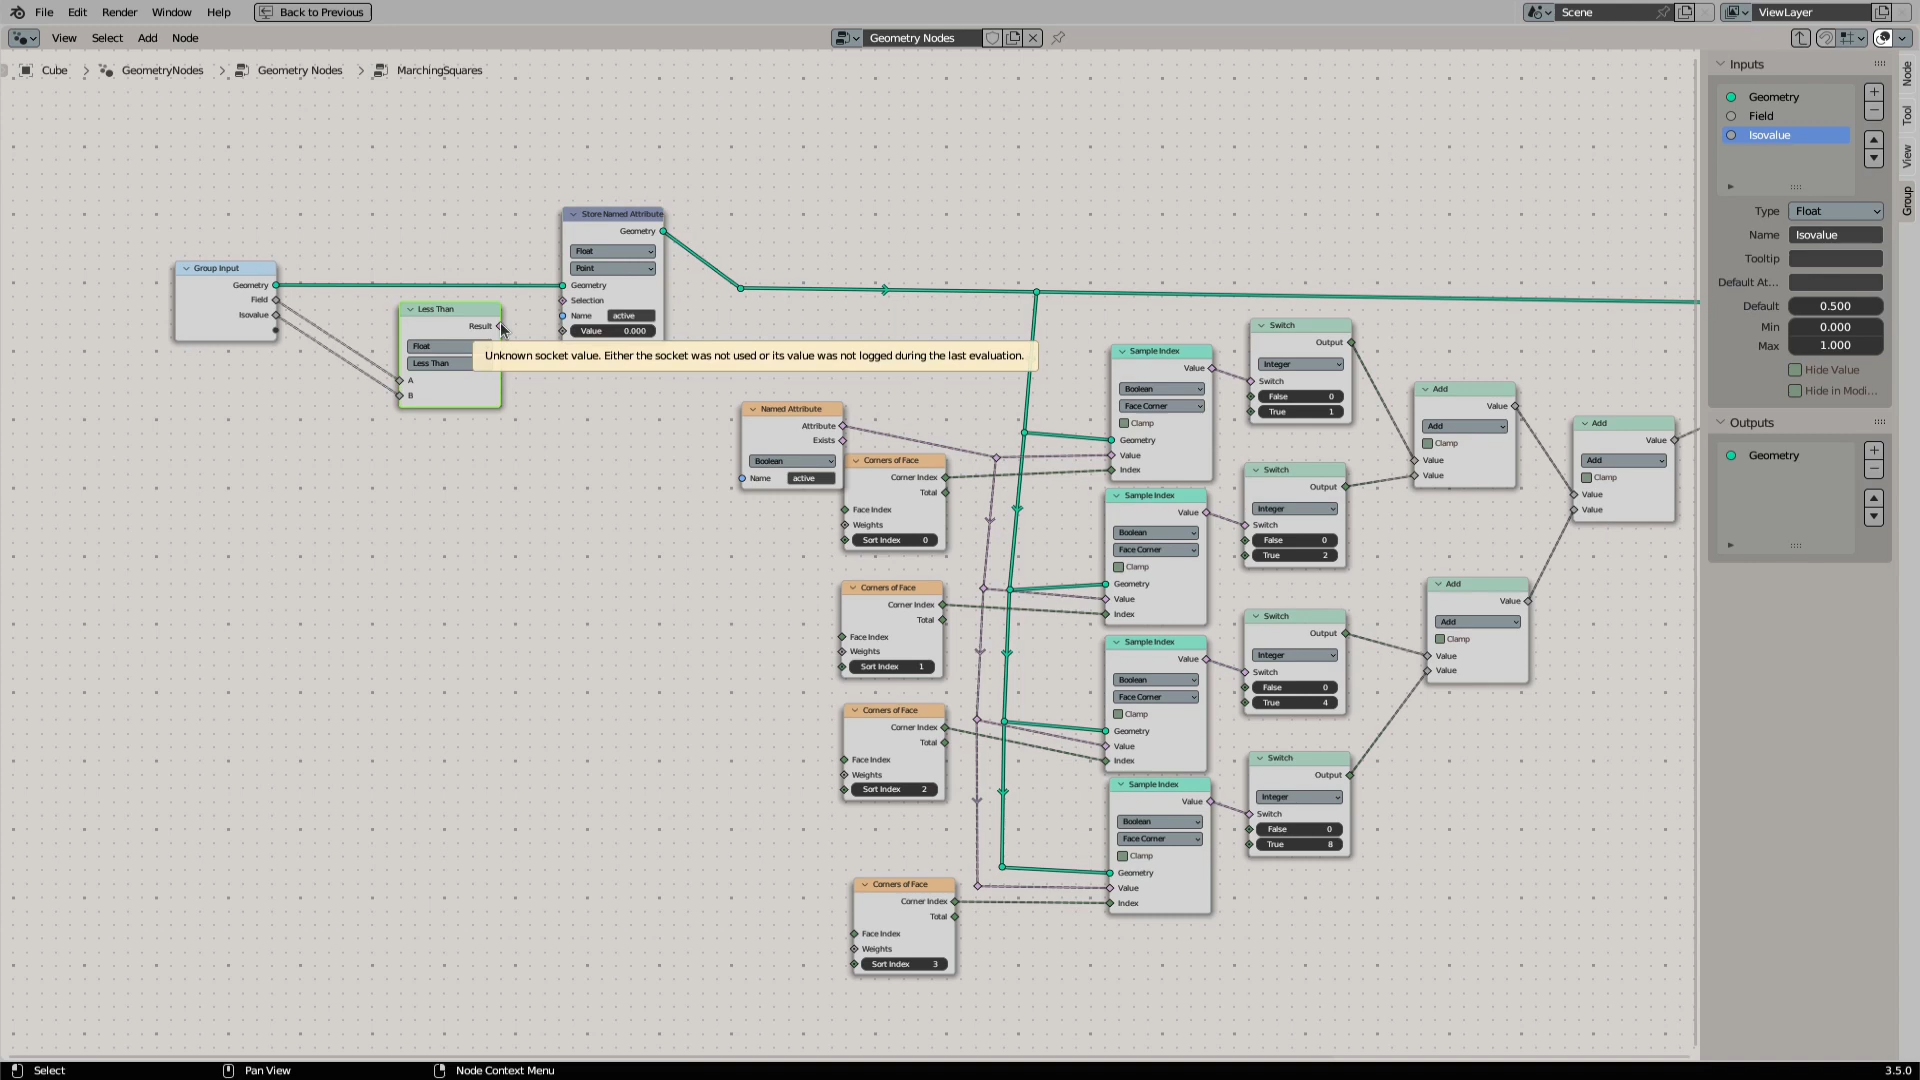 File Edit Render Window Help Back to Previous Scene ViewLayer
View Select Add Node Geometry Nodes
Cube GeometryNodes Geometry Nodes MarchingSquares
Group Input
Geometry
Field
Isovalue
Less Than
Result
Float
Less Than
A
B
Store Named Attribute
Geometry
Float
Point
Geometry
Selection
Name active
Value 0.000
Unknown socket value. Either the socket was not used or its value was not logged during the last evaluation.
Named Attribute
Attribute
Exists
Boolean
Name active
Corners of Face
Corner Index
Total
Face Index
Weights
Sort Index 0
Corners of Face
Corner Index
Total
Face Index
Weights
Sort Index 1
Corners of Face
Corner Index
Total
Face Index
Weights
Sort Index 2
Corners of Face
Corner Index
Total
Face Index
Weights
Sort Index 3
Sample Index
Value
Boolean
Face Corner
Clamp
Geometry
Value
Index
Sample Index
Value
Boolean
Face Corner
Clamp
Geometry
Value
Index
Sample Index
Value
Boolean
Face Corner
Clamp
Geometry
Value
Index
Sample Index
Value
Boolean
Face Corner
Clamp
Geometry
Value
Index
Switch
Output
Integer
Switch
False 0
True 1
Switch
Output
Integer
Switch
False 0
True 2
Switch
Output
Integer
Switch
False 0
True 4
Switch
Output
Integer
Switch
False 0
True 8
Add
Value
Add
Clamp
Value
Value
Add
Value
Add
Clamp
Value
Value
Add
Value
Add
Clamp
Value
Value
Inputs
Geometry
Field
Isovalue
Type Float
Name Isovalue
Tooltip
Default At...
Default 0.500
Min 0.000
Max 1.000
Hide Value
Hide in Modi...
Outputs
Geometry
Node
Tool
View
Group
Select Pan View Node Context Menu 3.5.0